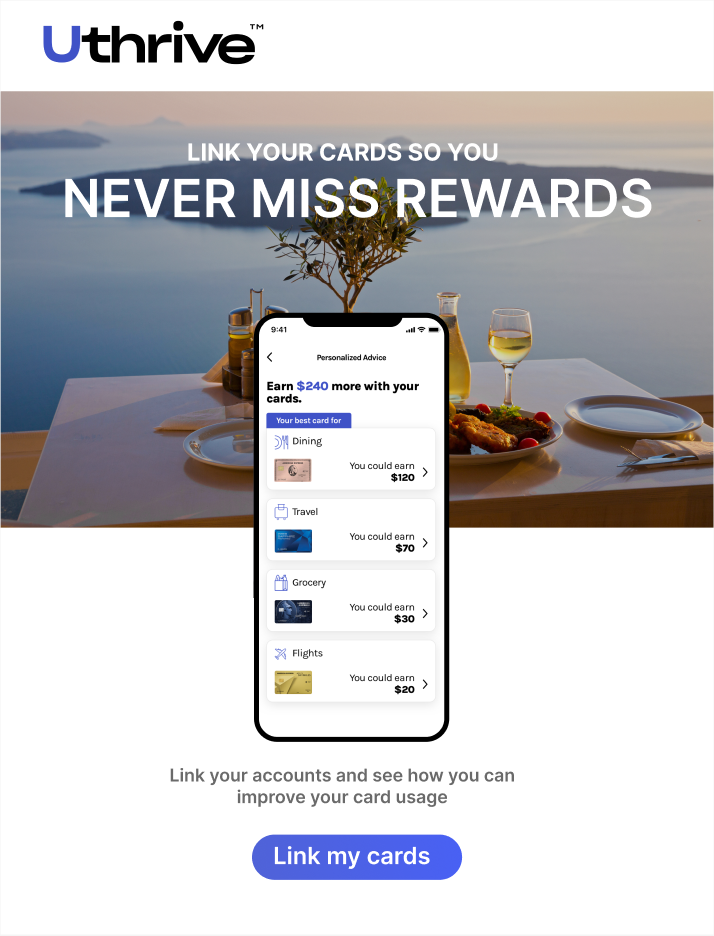 Uthrive™
LINK YOUR CARDS SO YOU
NEVER MISS REWARDS
9:41
Personalized Advice
Earn $240 more with your
cards.
Your best card for
Dining
You could earn
$120
Travel
You could earn
$70
Grocery
You could earn
$30
Flights
You could earn
$20
Link your accounts and see how you can
improve your card usage
Link my cards